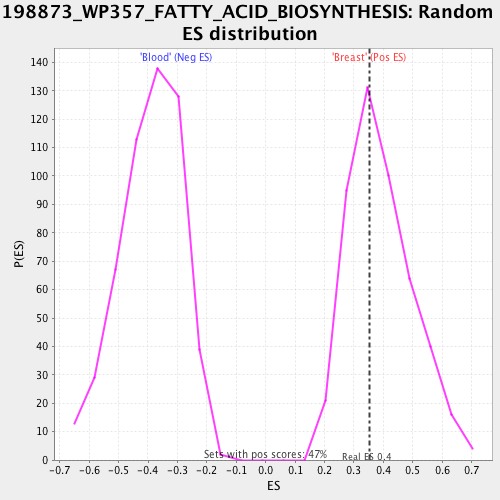 198873_WP357_FATTY_ACID_BIOSYNTHESIS: Random
ES distribution
'Blood' (Neg ES)
'Breast' (Pos ES)
140
130
120
110
100
90
80
70
60
50
40
30
20
10
0
P(ES)
Sets with pos scores: 47%
Real ES 0.4
-0.7 -0.6 -0.5 -0.4 -0.3 -0.2 -0.1 0.0 0.1 0.2 0.3 0.4 0.5 0.6 0.7
ES